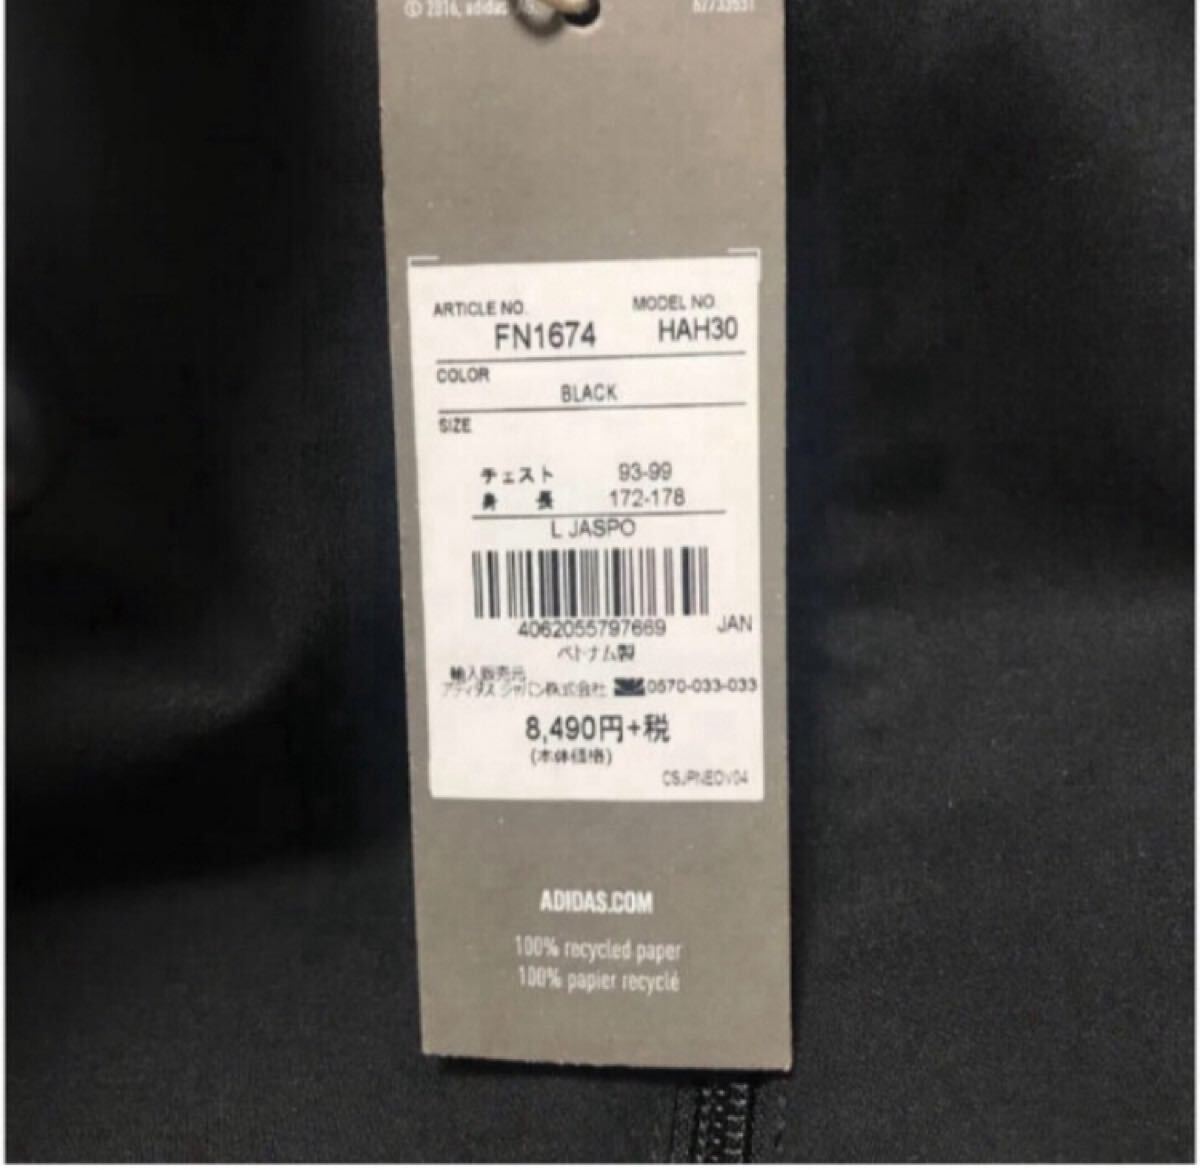 © 2016, adidas
ARTICLE NO. MODEL NO.
FN1674 HAH30
COLOR
BLACK
SIZE
チェスト 93-99
身 長 172-178
L JASPO
4062055797669 JAN
ベトナム製
輸入販売元
アディダス ジャパン株式会社 0570-033-033
8,490円+税
(本体価格)
CSJPNEOV04
ADIDAS.COM
100% recycled paper
100% papier recyclé